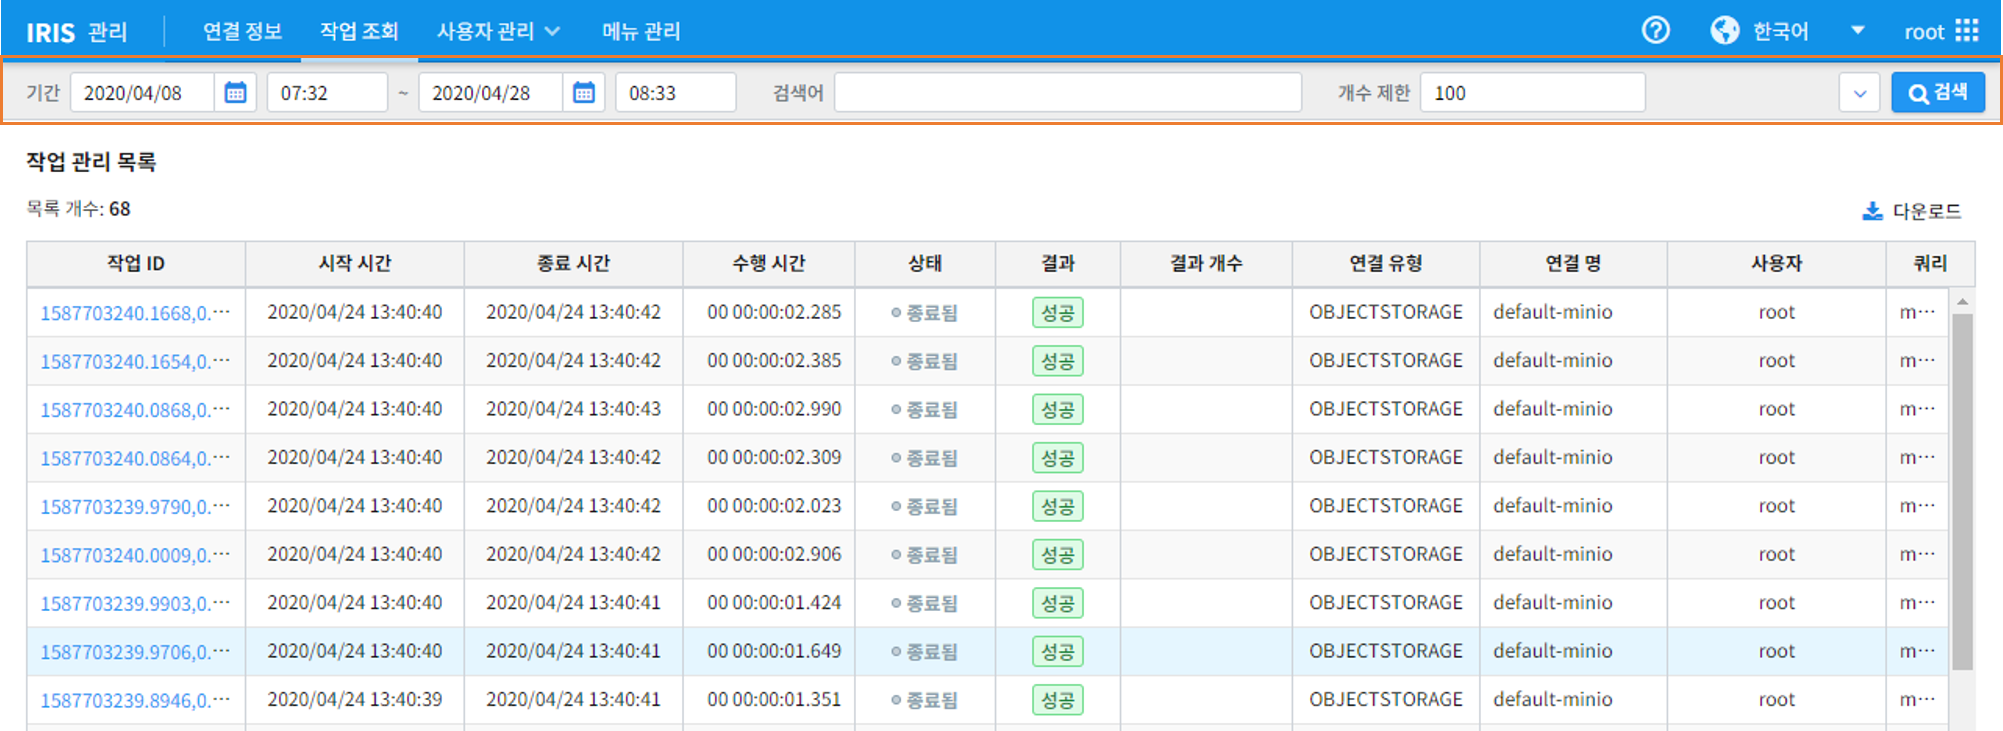 IRIS 관리 연결 정보 작업 조회 사용자 관리 메뉴 관리 한국어 root
기간 2020/04/08 07:32 ~ 2020/04/28 08:33 검색어 개수 제한 100 검색
작업 관리 목록
목록 개수: 68
다운로드
작업 ID 시작 시간 종료 시간 수행 시간 상태 결과 결과 개수 연결 유형 연결 명 사용자 쿼리
1587703240.1668,0.… 2020/04/24 13:40:40 2020/04/24 13:40:42 00 00:00:02.285 종료됨 성공 OBJECTSTORAGE default-minio root m…
1587703240.1654,0.… 2020/04/24 13:40:40 2020/04/24 13:40:42 00 00:00:02.385 종료됨 성공 OBJECTSTORAGE default-minio root m…
1587703240.0868,0.… 2020/04/24 13:40:40 2020/04/24 13:40:43 00 00:00:02.990 종료됨 성공 OBJECTSTORAGE default-minio root m…
1587703240.0864,0.… 2020/04/24 13:40:40 2020/04/24 13:40:42 00 00:00:02.309 종료됨 성공 OBJECTSTORAGE default-minio root m…
1587703239.9790,0.… 2020/04/24 13:40:40 2020/04/24 13:40:42 00 00:00:02.023 종료됨 성공 OBJECTSTORAGE default-minio root m…
1587703240.0009,0.… 2020/04/24 13:40:40 2020/04/24 13:40:42 00 00:00:02.906 종료됨 성공 OBJECTSTORAGE default-minio root m…
1587703239.9903,0.… 2020/04/24 13:40:40 2020/04/24 13:40:41 00 00:00:01.424 종료됨 성공 OBJECTSTORAGE default-minio root m…
1587703239.9706,0.… 2020/04/24 13:40:40 2020/04/24 13:40:41 00 00:00:01.649 종료됨 성공 OBJECTSTORAGE default-minio root m…
1587703239.8946,0.… 2020/04/24 13:40:39 2020/04/24 13:40:41 00 00:00:01.351 종료됨 성공 OBJECTSTORAGE default-minio root m…